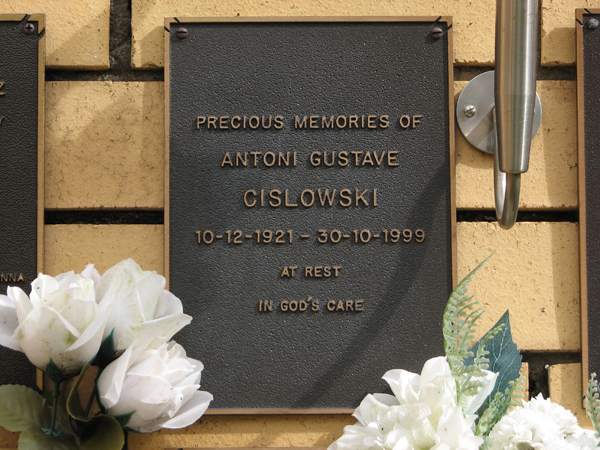 PRECIOUS MEMORIES OF
ANTONI GUSTAVE
CISLOWSKI
10-12-1921 - 30-10-1999
AT REST
IN GOD'S CARE